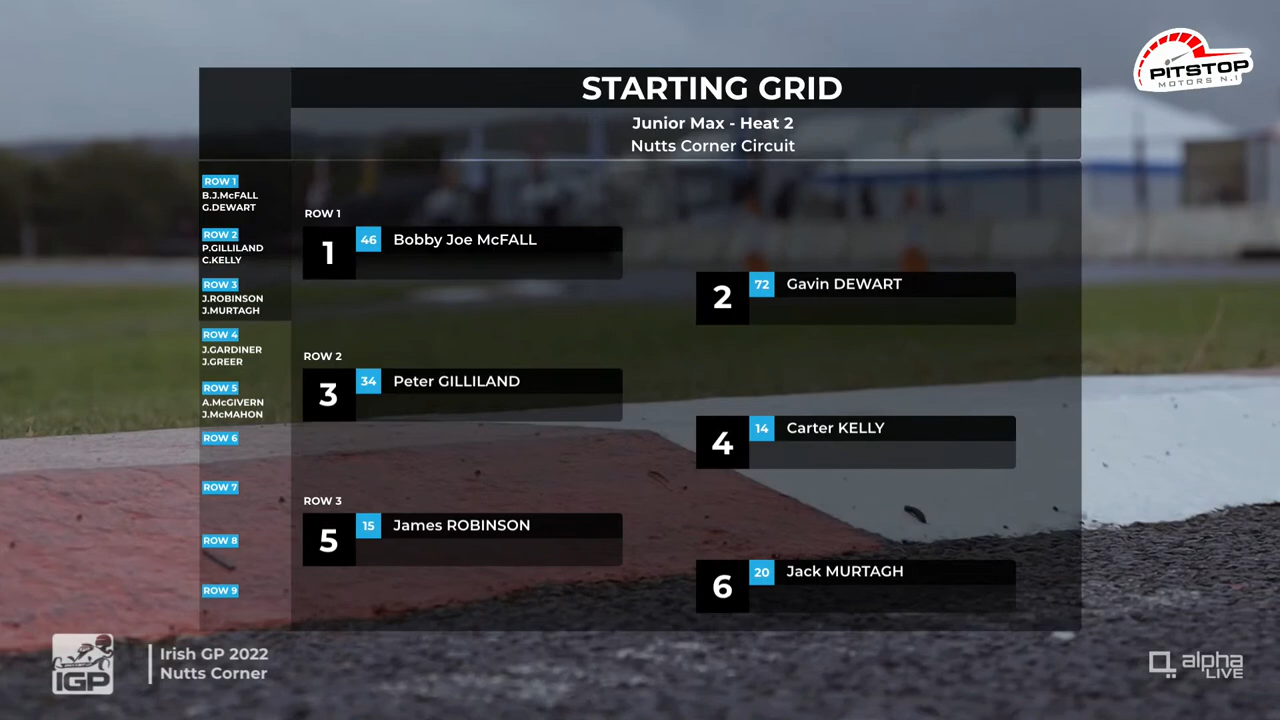 PITSTOP
MOTORS N.I
STARTING GRID
Junior Max - Heat 2
Nutts Corner Circuit
ROW 1
B.J.McFALL
G.DEWART
ROW 2
P.GILLILAND
C.KELLY
ROW 3
J.ROBINSON
J.MURTAGH
ROW 4
J.GARDINER
J.GREER
ROW 5
A.McGIVERN
J.McMAHON
ROW 6
ROW 7
ROW 8
ROW 9
ROW 1
1 46 Bobby Joe McFALL
2 72 Gavin DEWART
ROW 2
3 34 Peter GILLILAND
4 14 Carter KELLY
ROW 3
5 15 James ROBINSON
6 20 Jack MURTAGH
IGP
Irish GP 2022
Nutts Corner
alpha
LIVE